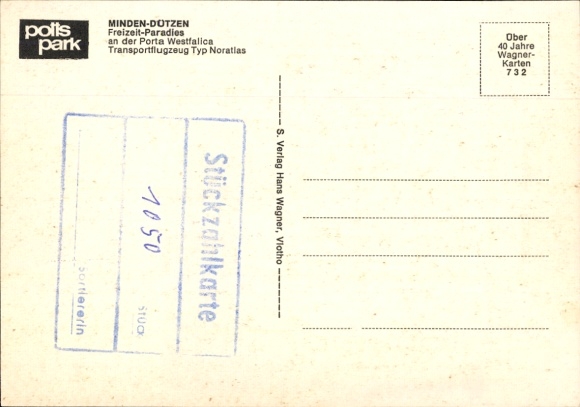 potts
park
MINDEN-DÜTZEN
Freizeit-Paradies
an der Porta Westfalica
Transportflugzeug Typ Noratlas
Über
40 Jahre
Wagner-
Karten
732
S. Verlag Hans Wagner, Vlotho
Stückzahlkarte
1050
Stück
Sortiererin